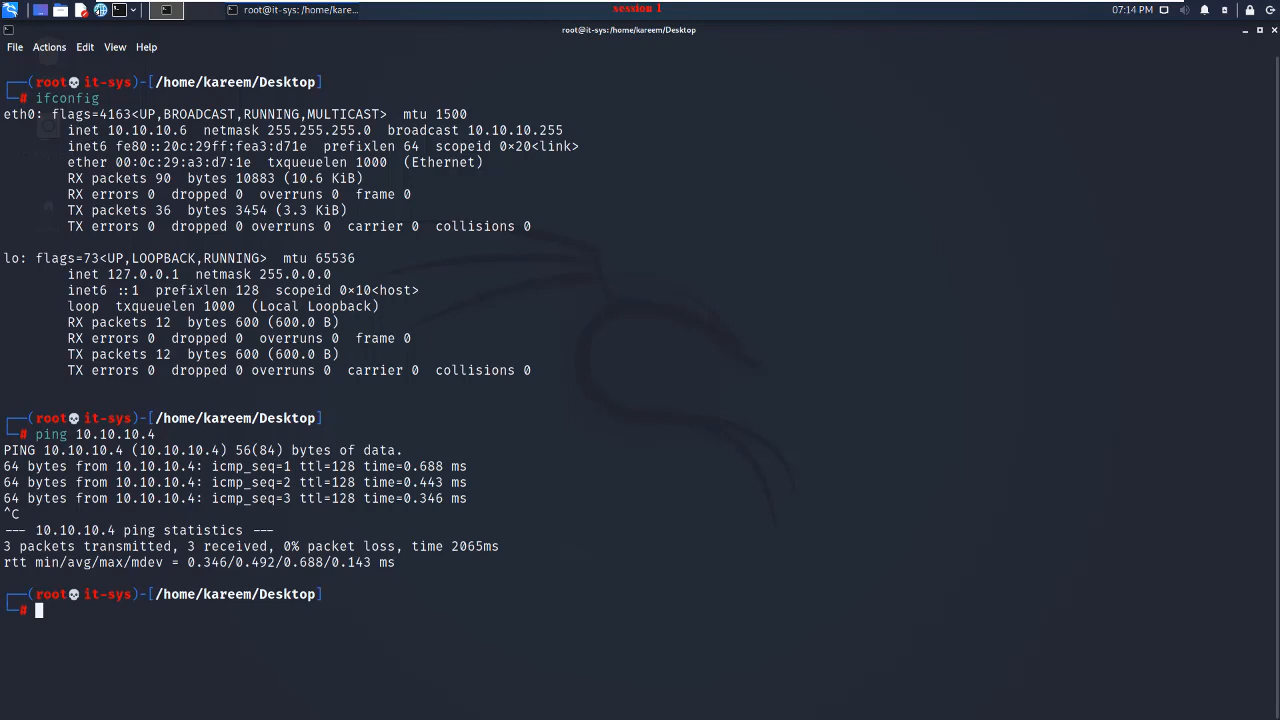 root@it-sys:/home/kare...
session 1
07:14 PM
root@it-sys:/home/kareem/Desktop
File Actions Edit View Help
┌──(root💀it-sys)-[/home/kareem/Desktop]
└─# ifconfig
eth0: flags=4163<UP,BROADCAST,RUNNING,MULTICAST>  mtu 1500
        inet 10.10.10.6  netmask 255.255.255.0  broadcast 10.10.10.255
        inet6 fe80::20c:29ff:fea3:d71e  prefixlen 64  scopeid 0×20<link>
        ether 00:0c:29:a3:d7:1e  txqueuelen 1000  (Ethernet)
        RX packets 90  bytes 10883 (10.6 KiB)
        RX errors 0  dropped 0  overruns 0  frame 0
        TX packets 36  bytes 3454 (3.3 KiB)
        TX errors 0  dropped 0 overruns 0  carrier 0  collisions 0
lo: flags=73<UP,LOOPBACK,RUNNING>  mtu 65536
        inet 127.0.0.1  netmask 255.0.0.0
        inet6 ::1  prefixlen 128  scopeid 0×10<host>
        loop  txqueuelen 1000  (Local Loopback)
        RX packets 12  bytes 600 (600.0 B)
        RX errors 0  dropped 0  overruns 0  frame 0
        TX packets 12  bytes 600 (600.0 B)
        TX errors 0  dropped 0 overruns 0  carrier 0  collisions 0
┌──(root💀it-sys)-[/home/kareem/Desktop]
└─# ping 10.10.10.4
PING 10.10.10.4 (10.10.10.4) 56(84) bytes of data.
64 bytes from 10.10.10.4: icmp_seq=1 ttl=128 time=0.688 ms
64 bytes from 10.10.10.4: icmp_seq=2 ttl=128 time=0.443 ms
64 bytes from 10.10.10.4: icmp_seq=3 ttl=128 time=0.346 ms
^C
--- 10.10.10.4 ping statistics ---
3 packets transmitted, 3 received, 0% packet loss, time 2065ms
rtt min/avg/max/mdev = 0.346/0.492/0.688/0.143 ms
┌──(root💀it-sys)-[/home/kareem/Desktop]
└─#